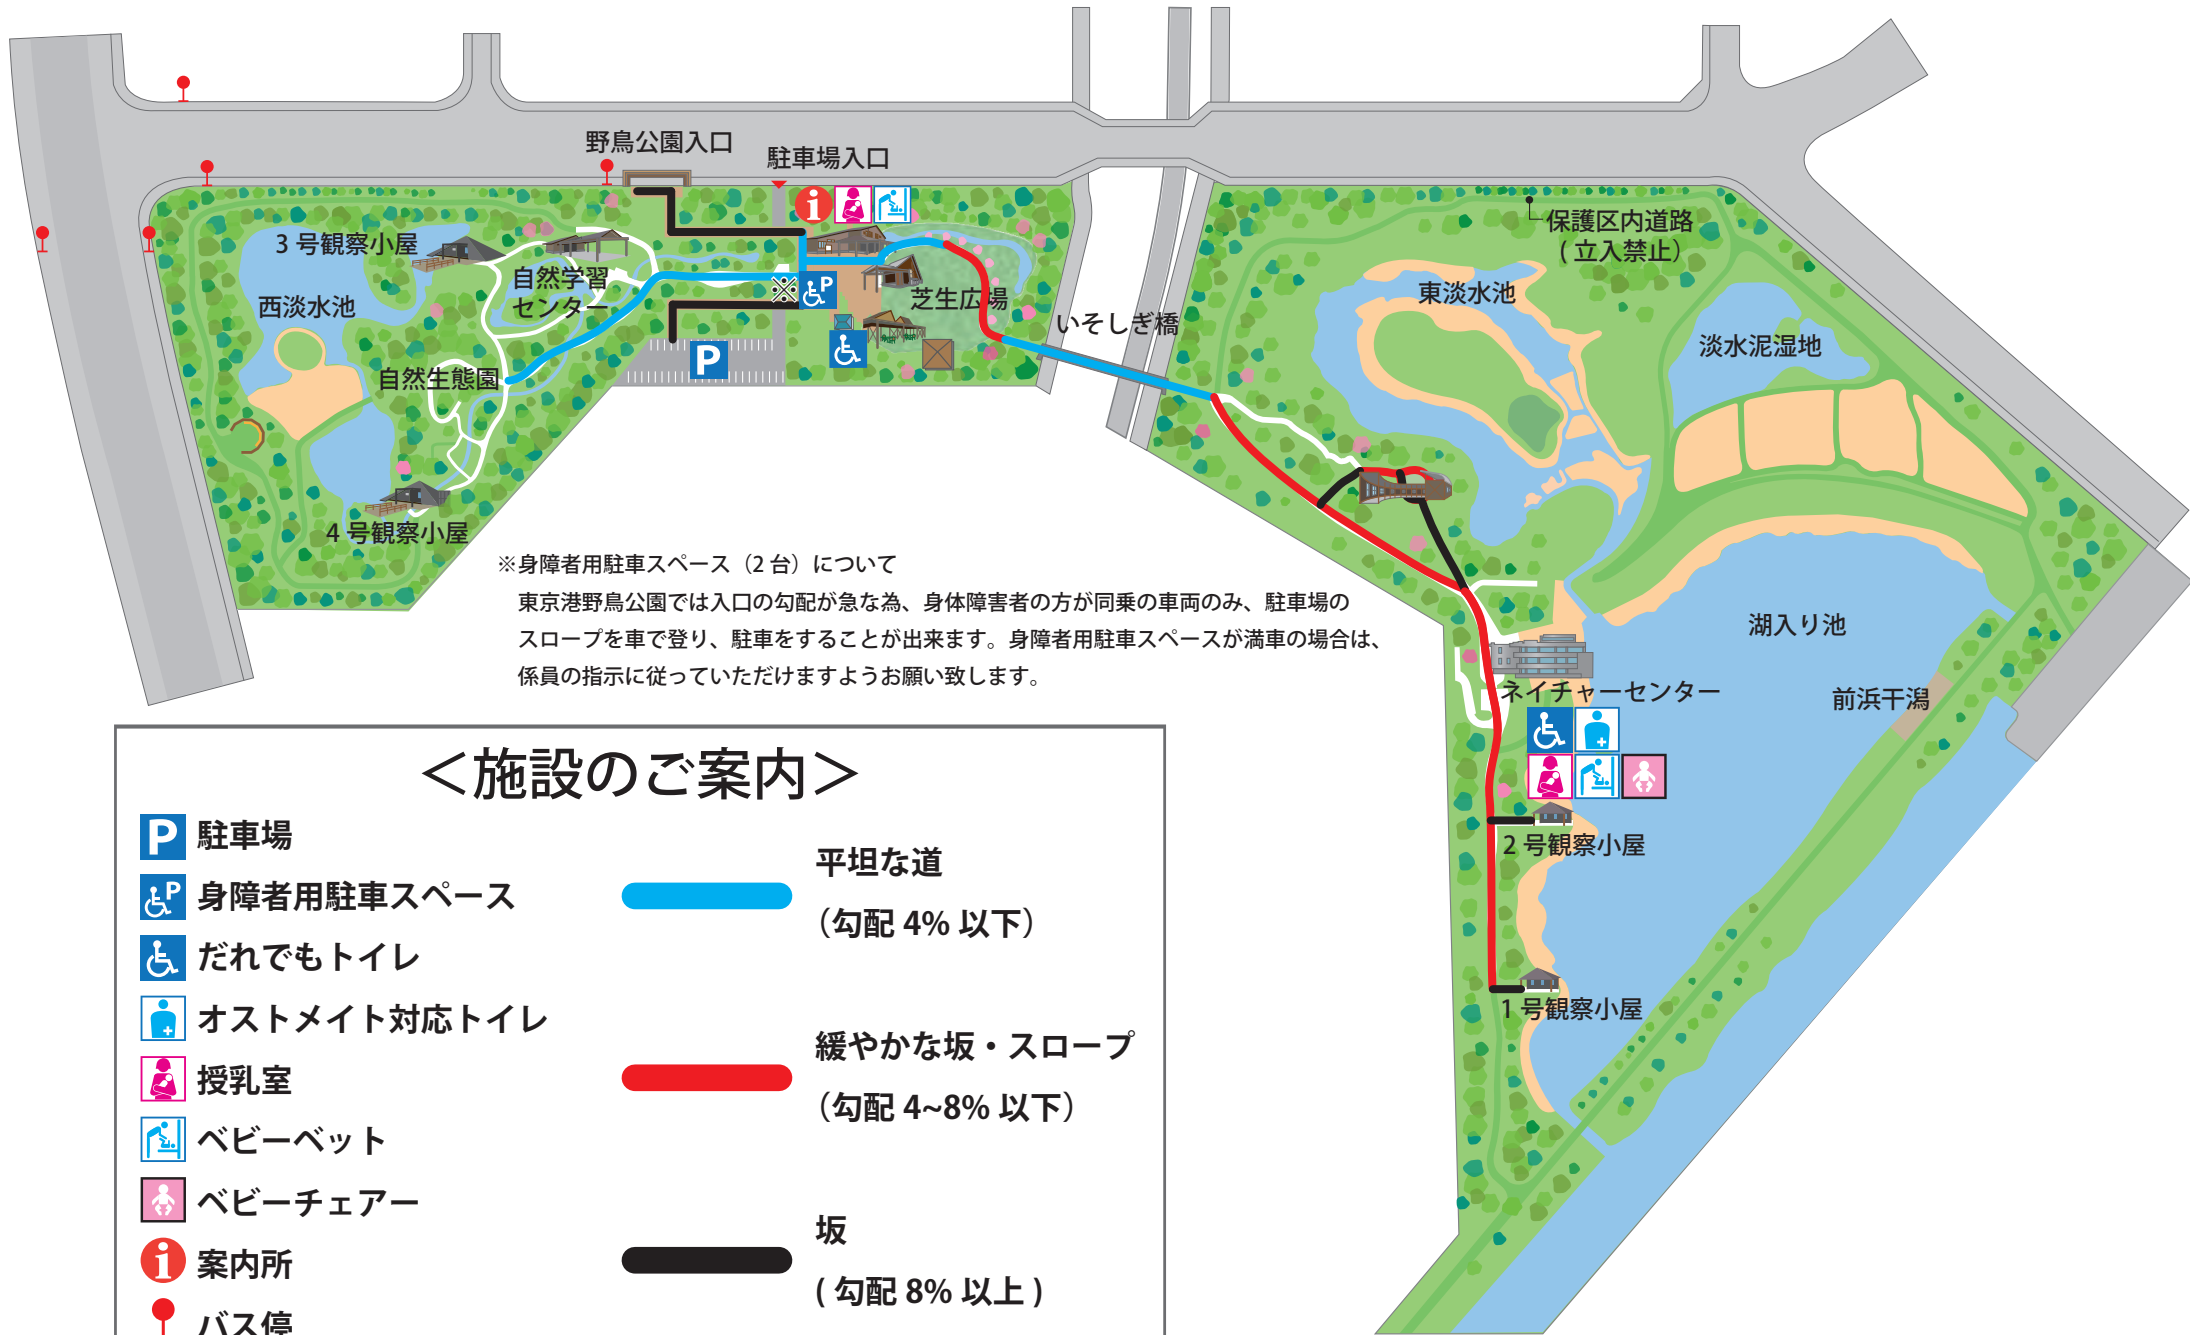 野鳥公園入口
駐車場入口
3 号観察小屋
自然学習
センター
西淡水池
自然生態園
4 号観察小屋
※
P
P
芝生広場
いそしぎ橋
保護区内道路
( 立入禁止）
東淡水池
淡水泥湿地
湖入り池
前浜干潟
ネイチャーセンター
2 号観察小屋
1 号観察小屋
※身障者用駐車スペース（2 台）について
東京港野鳥公園では入口の勾配が急な為、身体障害者の方が同乗の車両のみ、駐車場の
スロープを車で登り、駐車をすることが出来ます。身障者用駐車スペースが満車の場合は、
係員の指示に従っていただけますようお願い致します。
＜施設のご案内＞
P 駐車場
P 身障者用駐車スペース
だれでもトイレ
オストメイト対応トイレ
授乳室
ベビーベット
ベビーチェアー
i 案内所
バス停
平坦な道
（勾配 4% 以下）
緩やかな坂・スロープ
（勾配 4~8% 以下）
坂
( 勾配 8% 以上 )